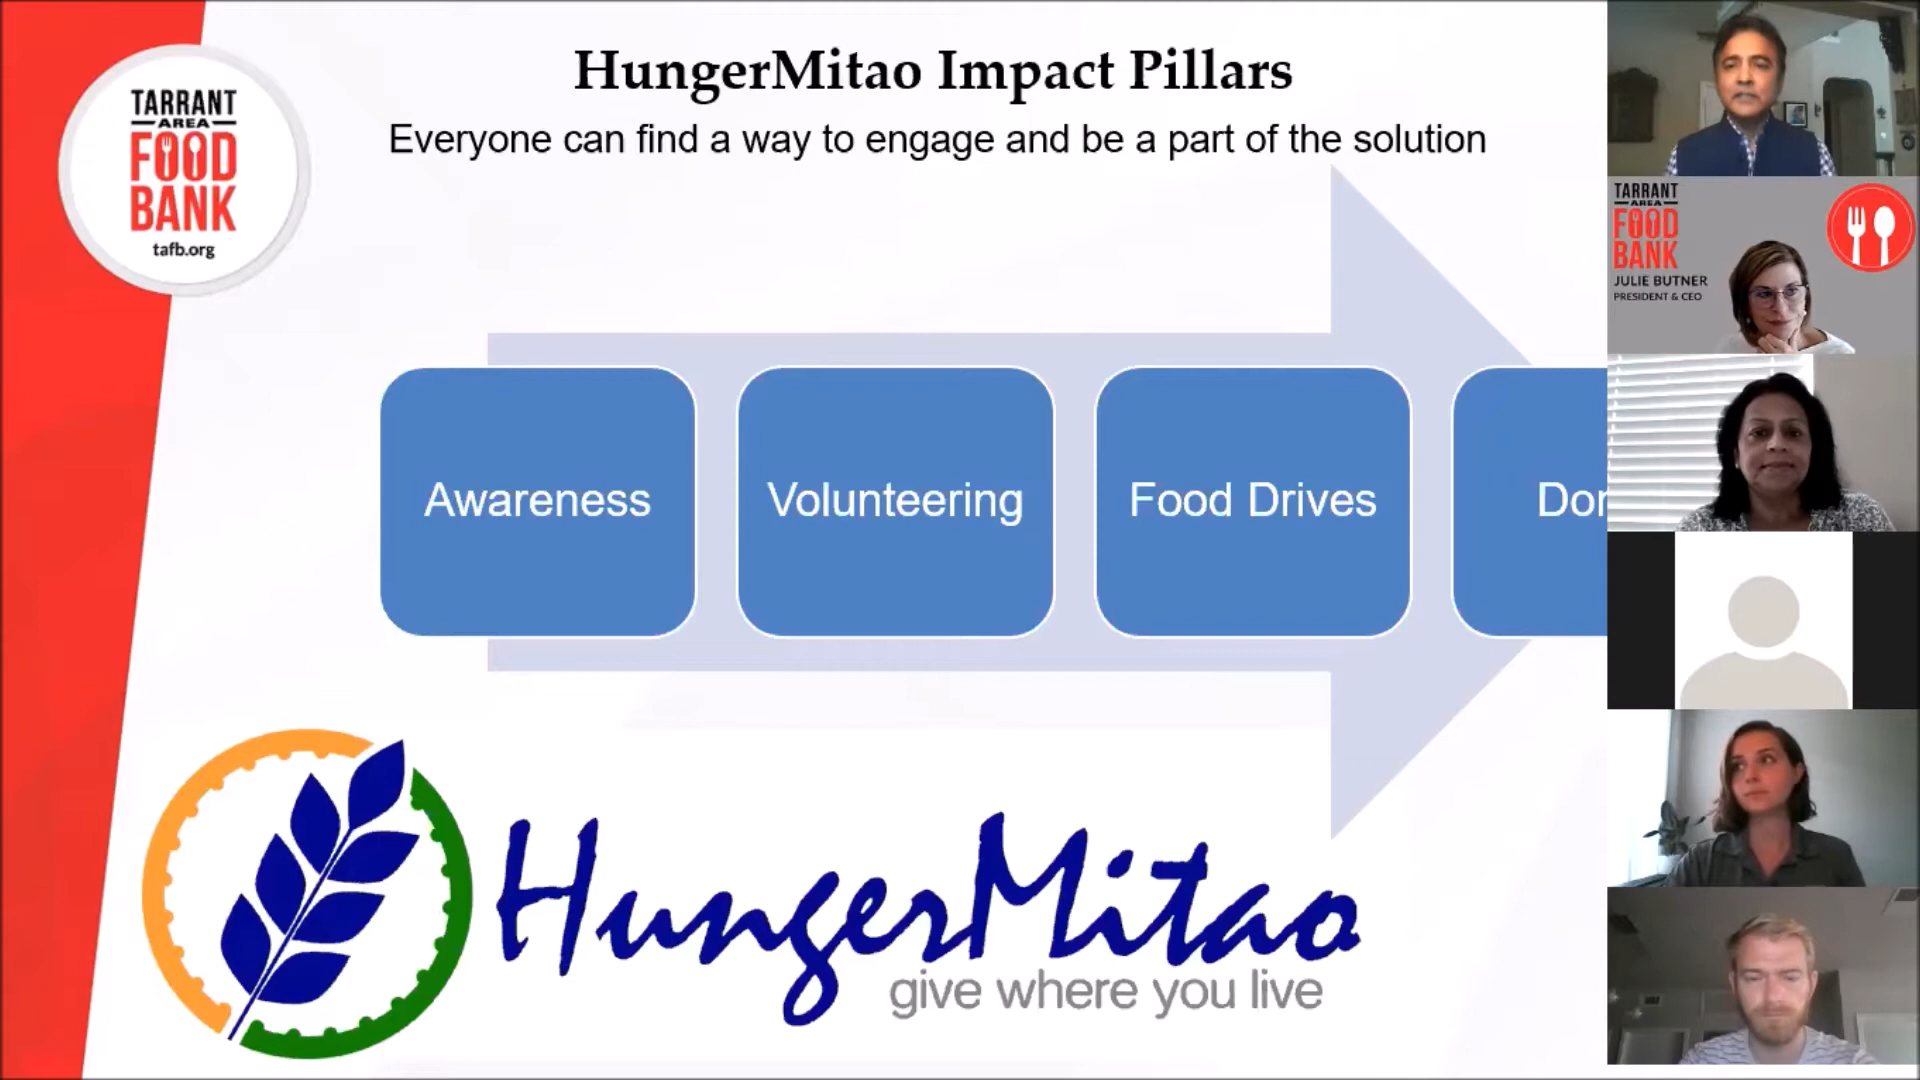 TARRANT
AREA
FOOD
BANK
tafb.org
HungerMitao Impact Pillars
Everyone can find a way to engage and be a part of the solution
Awareness
Volunteering
Food Drives
HungerMitao
give where you live
TARRANT
AREA
FOOD
BANK
JULIE BUTNER
PRESIDENT & CEO